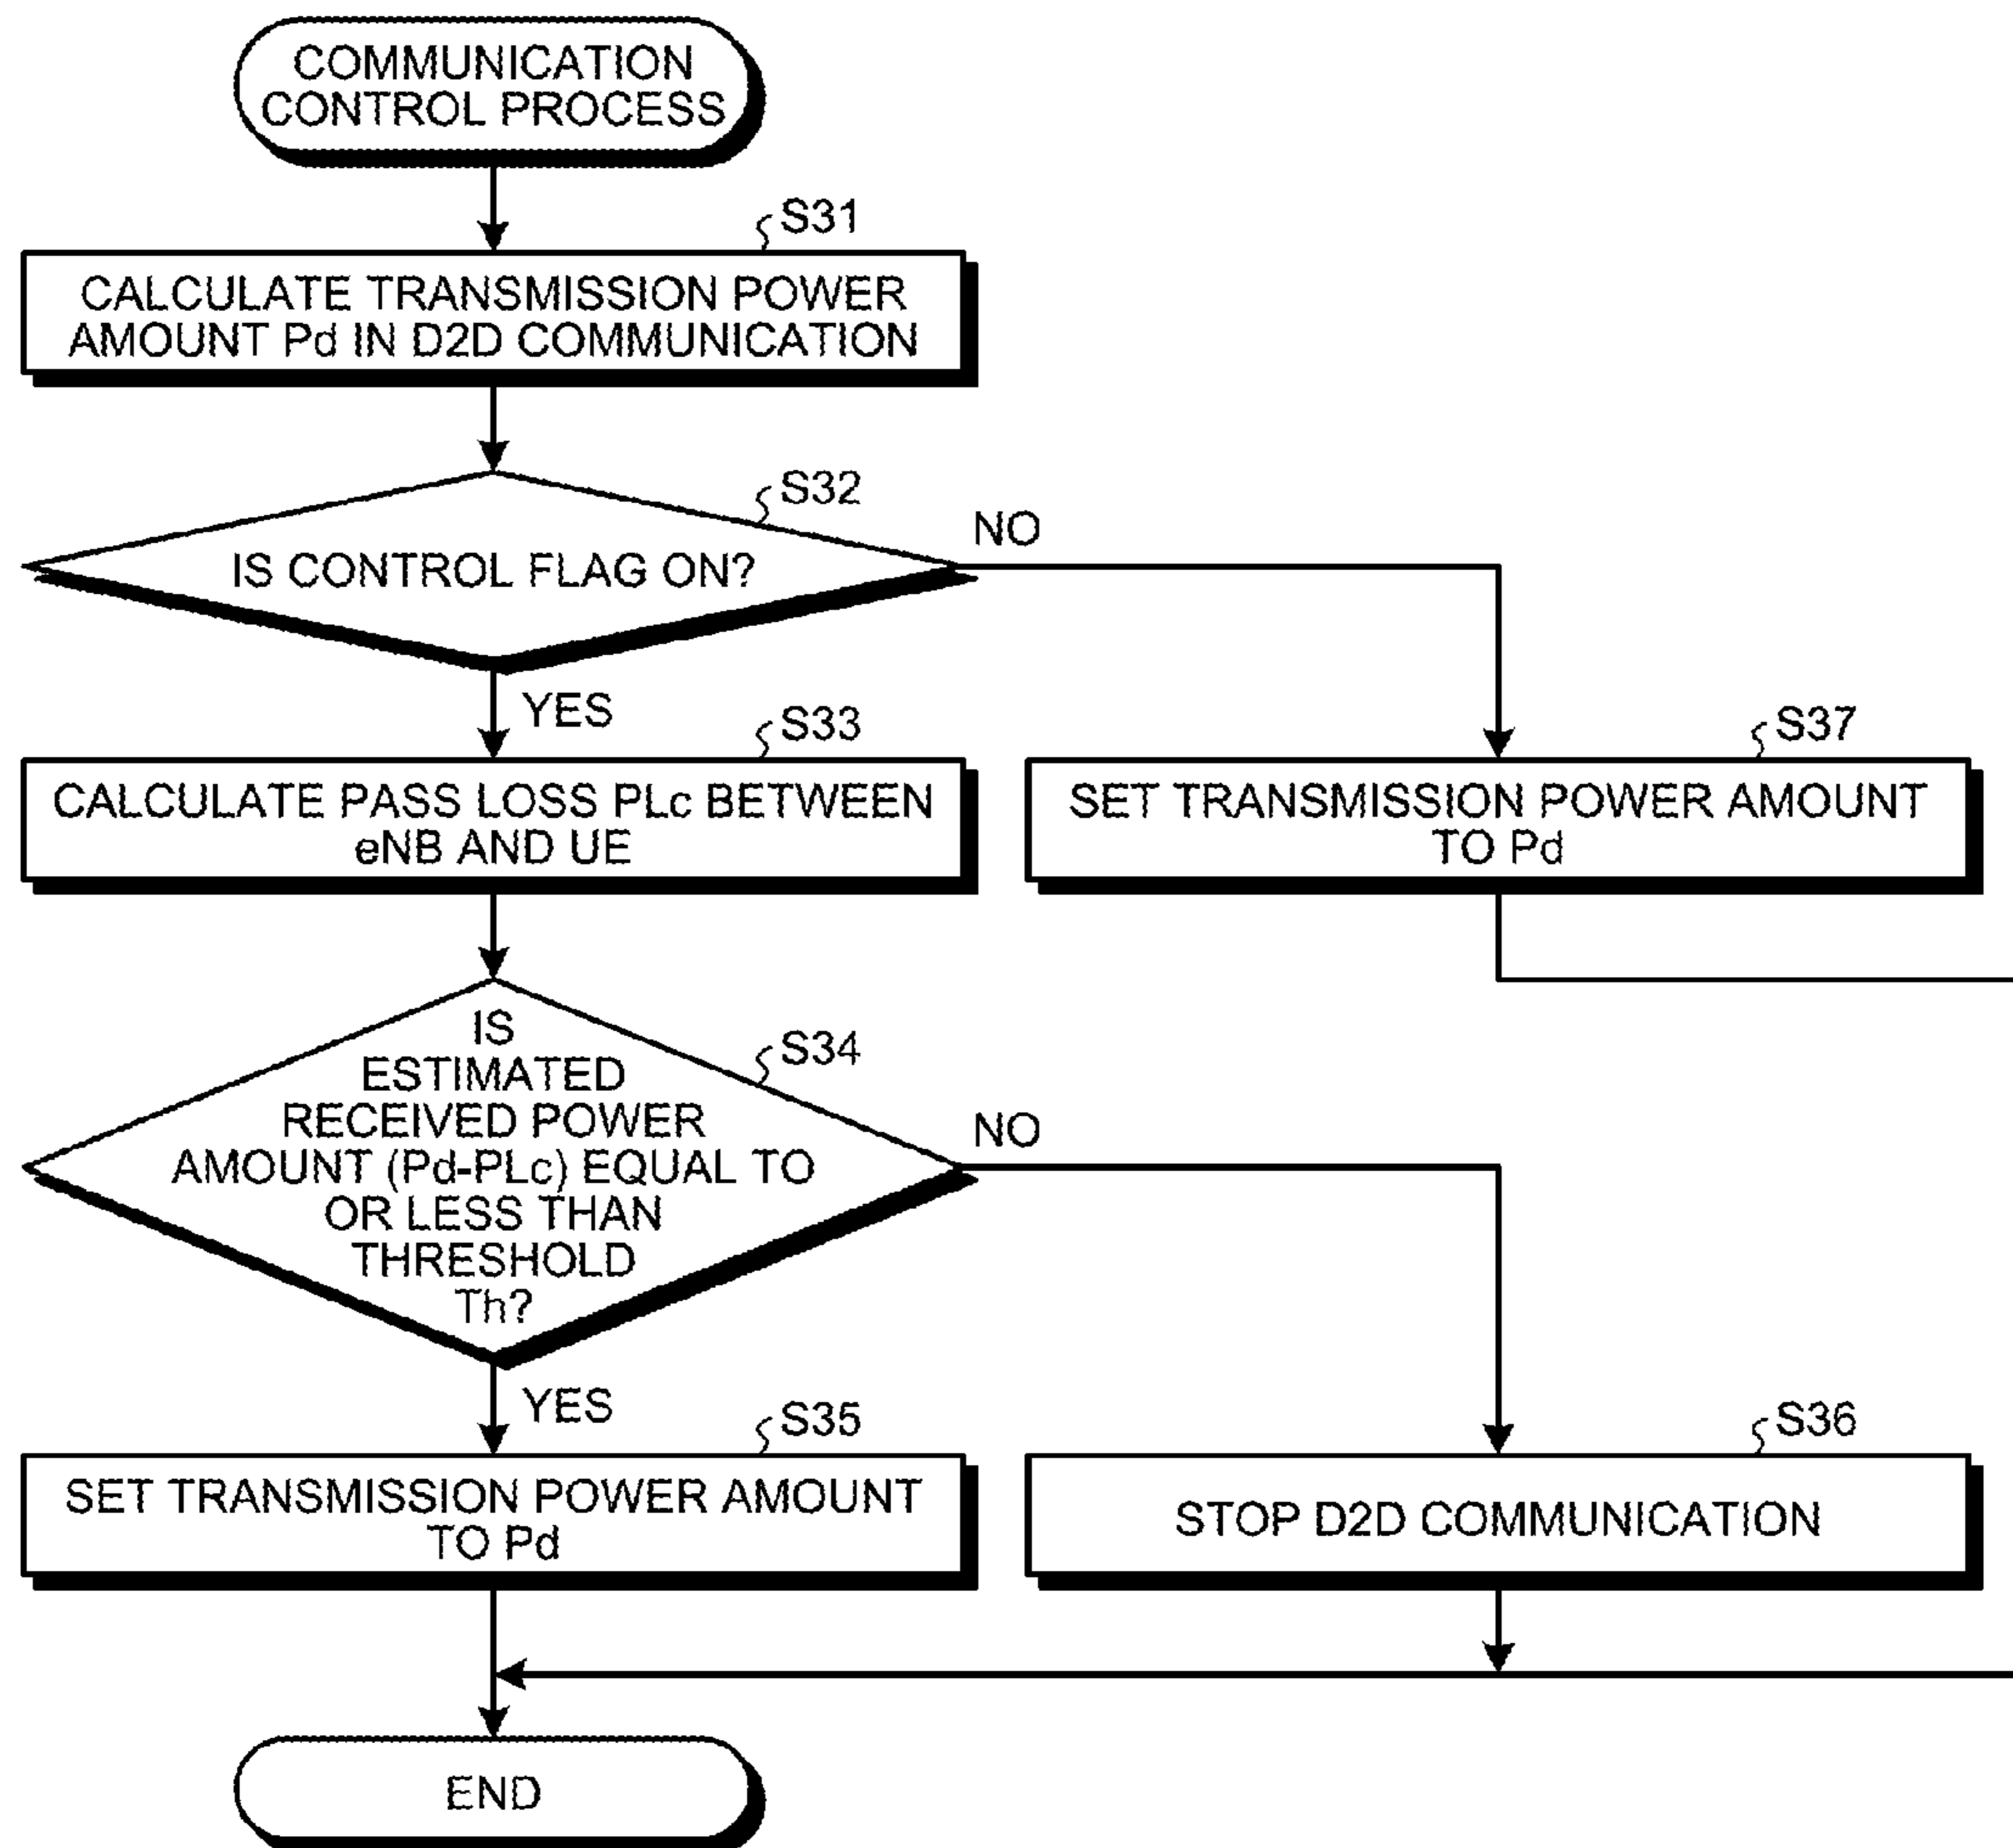 COMMUNICATION
CONTROL PROCESS
S31
CALCULATE TRANSMISSION POWER
AMOUNT Pd IN D2D COMMUNICATION
S32
IS CONTROL FLAG ON?
NO
YES
S33
CALCULATE PASS LOSS PLc BETWEEN
eNB AND UE
S37
SET TRANSMISSION POWER AMOUNT
TO Pd
S34
IS
ESTIMATED
RECEIVED POWER
AMOUNT (Pd-PLc) EQUAL TO
OR LESS THAN
THRESHOLD
Th?
NO
YES
S35
SET TRANSMISSION POWER AMOUNT
TO Pd
S36
STOP D2D COMMUNICATION
END